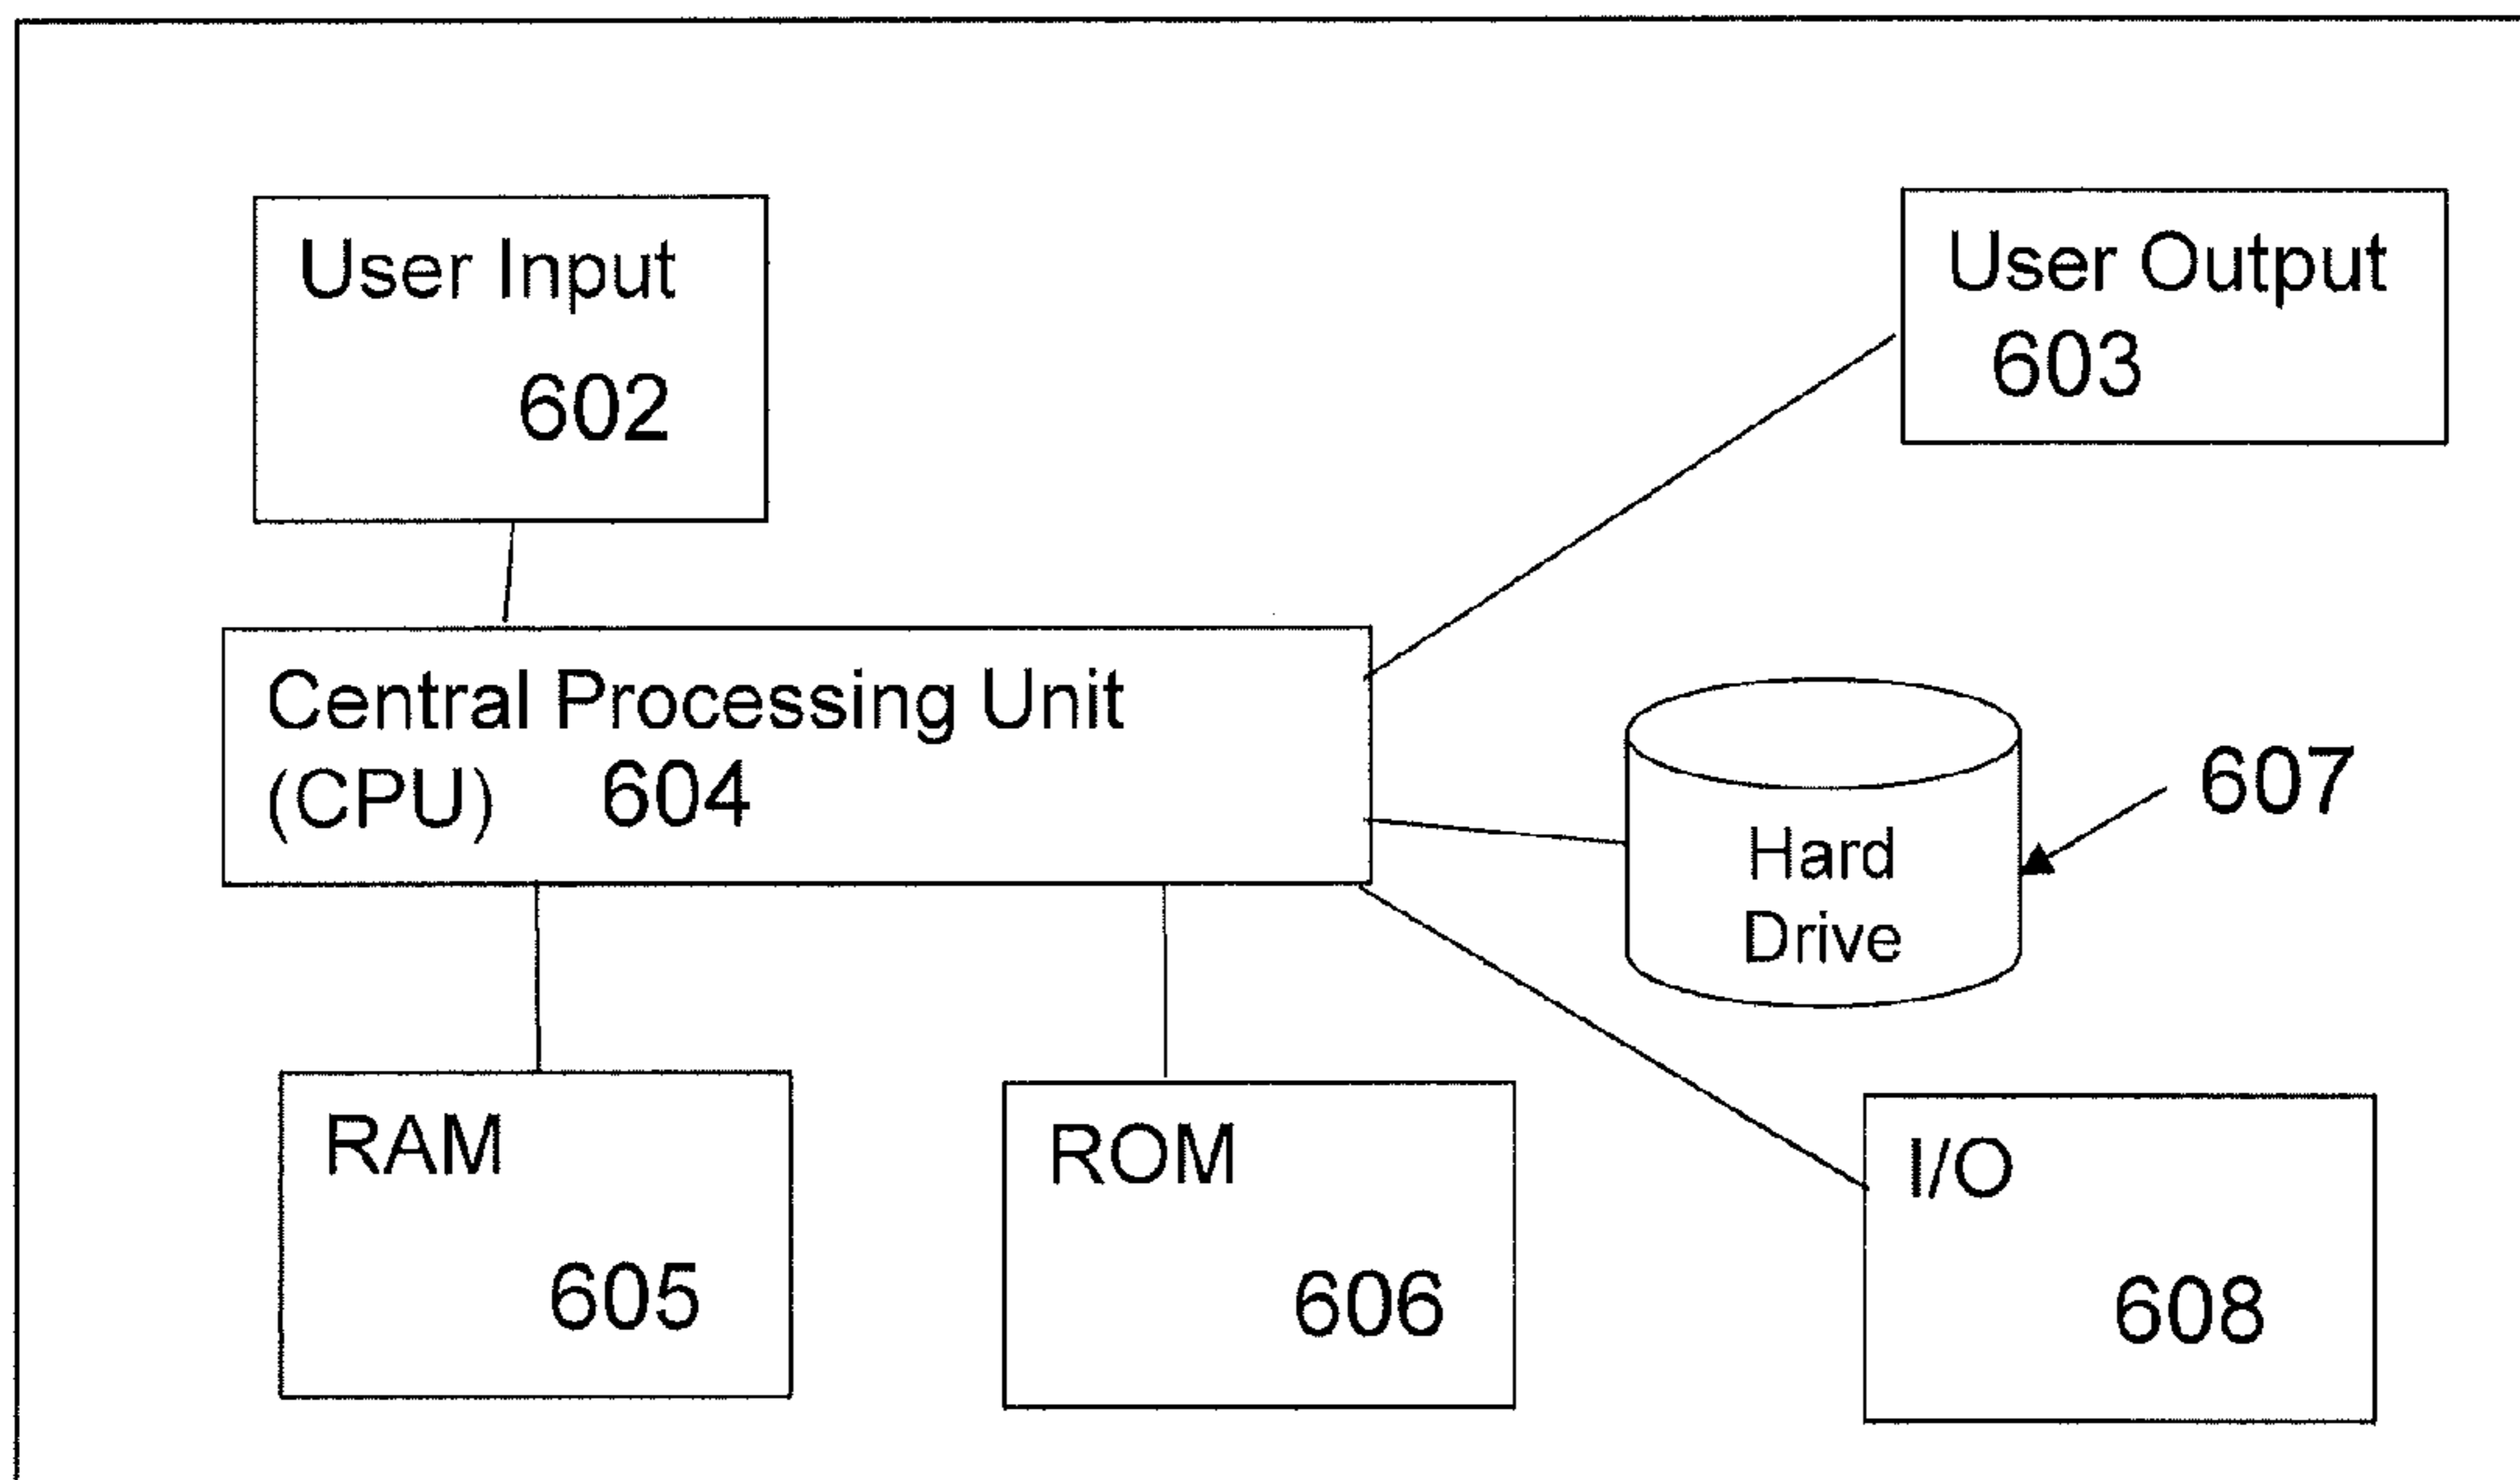 User Input
602
User Output
603
Central Processing Unit
(CPU) 604
Hard
Drive
607
RAM
605
ROM
606
I/O
608